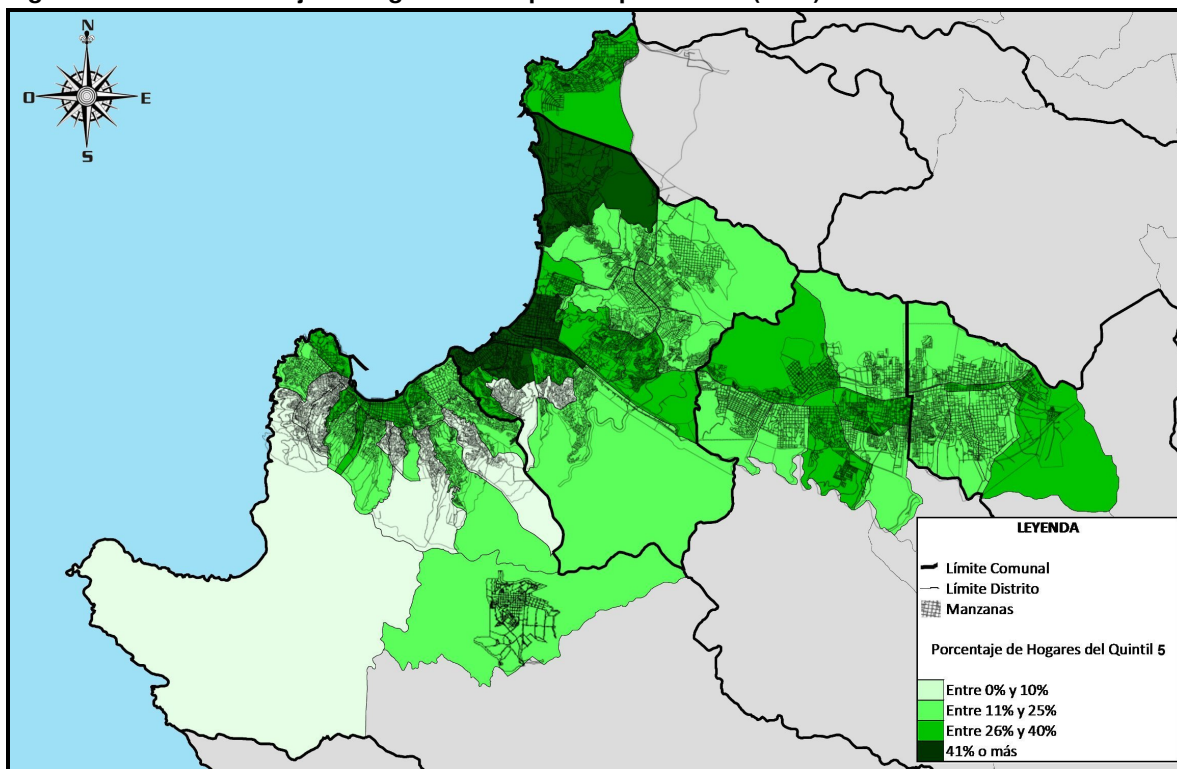 N
O
E
S
LEYENDA
Límite Comunal
Límite Distrito
Manzanas
Porcentaje de Hogares del Quintil 5
Entre 0% y 10%
Entre 11% y 25%
Entre 26% y 40%
41% o más